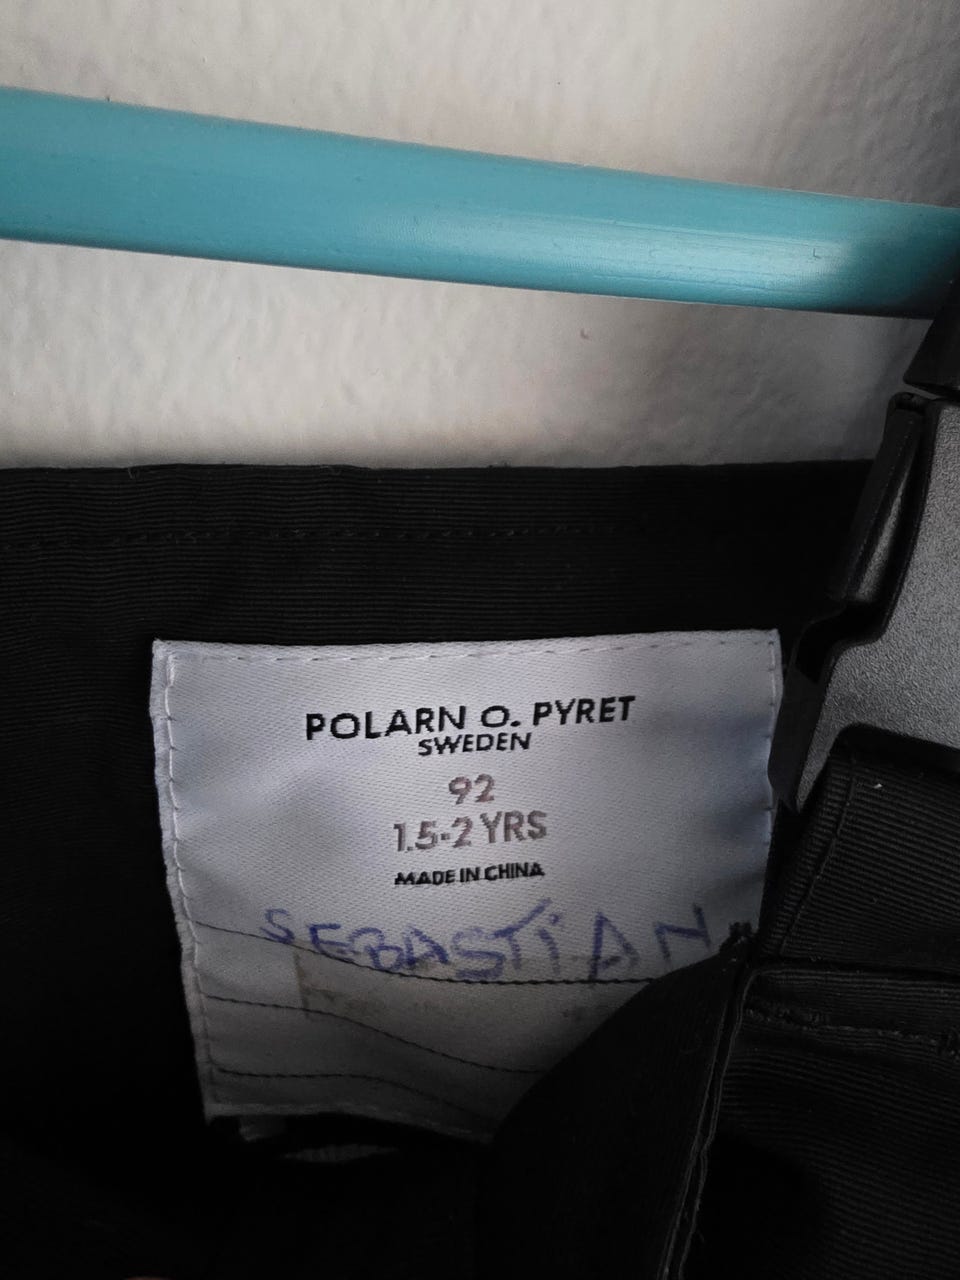 POLARN O. PYRET
SWEDEN
92
1.5-2 YRS
MADE IN CHINA
SEBASTiAN